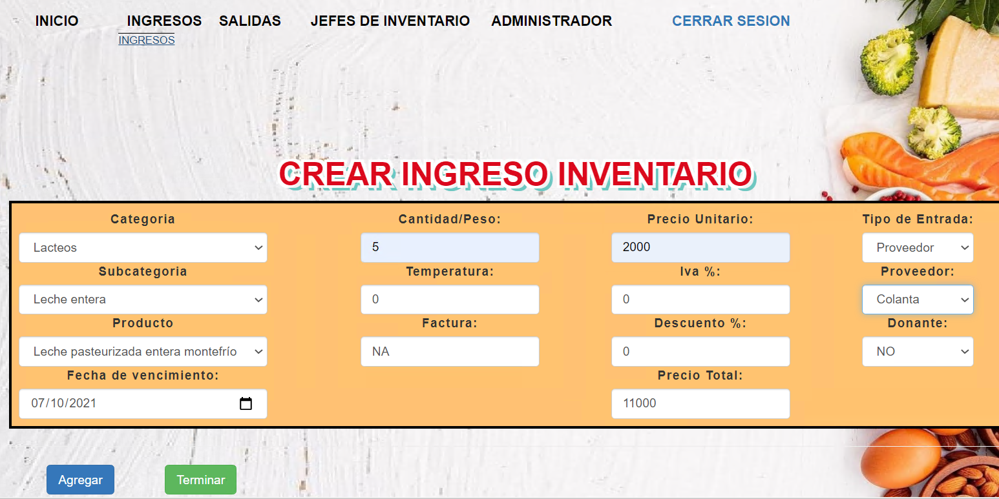 INICIO INGRESOS SALIDAS JEFES DE INVENTARIO ADMINISTRADOR CERRAR SESION
INGRESOS
CREAR INGRESO INVENTARIO
Categoria Cantidad/Peso: Precio Unitario: Tipo de Entrada:
Lacteos 5 2000 Proveedor
Subcategoria Temperatura: Iva %: Proveedor:
Leche entera 0 0 Colanta
Producto Factura: Descuento %: Donante:
Leche pasteurizada entera montefrío NA 0 NO
Fecha de vencimiento: Precio Total:
07/10/2021 11000
Agregar Terminar